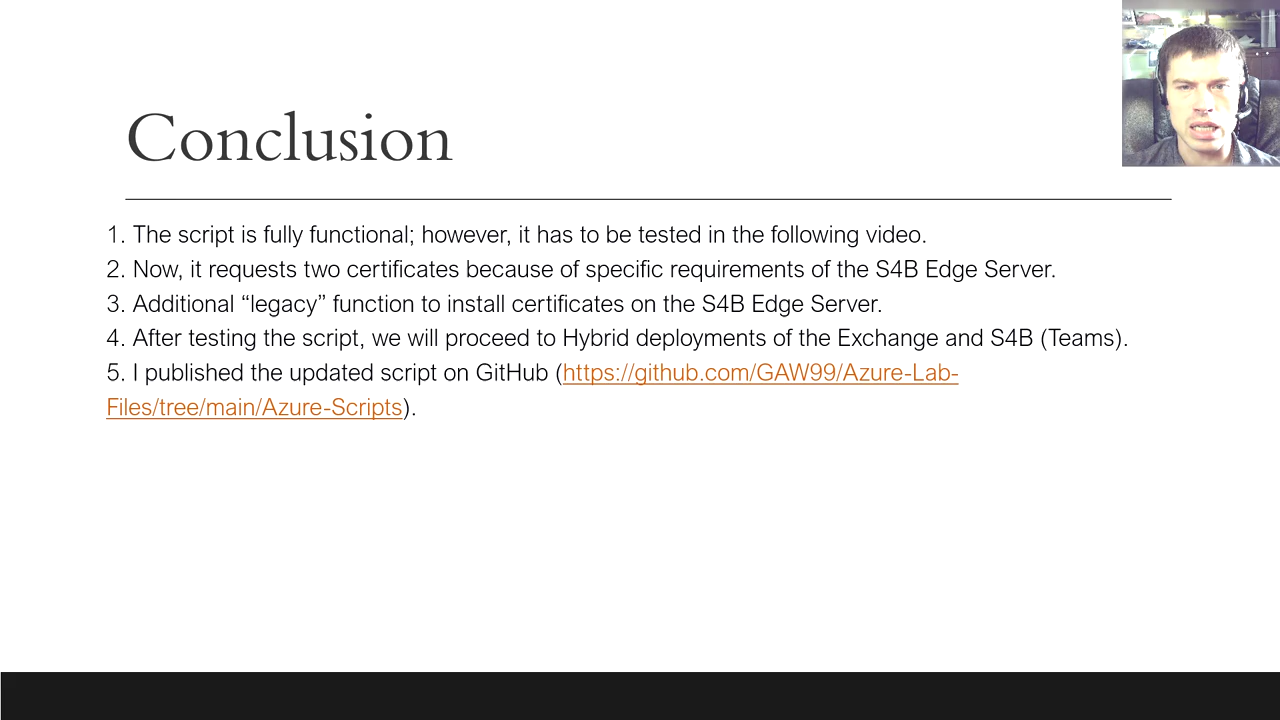 Conclusion
1. The script is fully functional; however, it has to be tested in the following video.
2. Now, it requests two certificates because of specific requirements of the S4B Edge Server.
3. Additional “legacy” function to install certificates on the S4B Edge Server.
4. After testing the script, we will proceed to Hybrid deployments of the Exchange and S4B (Teams).
5. I published the updated script on GitHub (https://github.com/GAW99/Azure-Lab-
Files/tree/main/Azure-Scripts).